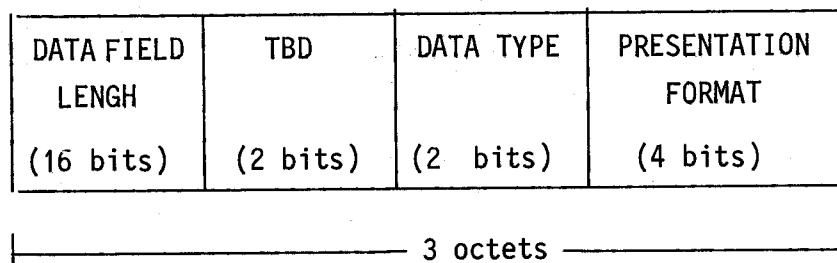 DATA FIELD LENGH (16 bits)
TBD (2 bits)
DATA TYPE (2 bits)
PRESENTATION FORMAT (4 bits)
3 octets